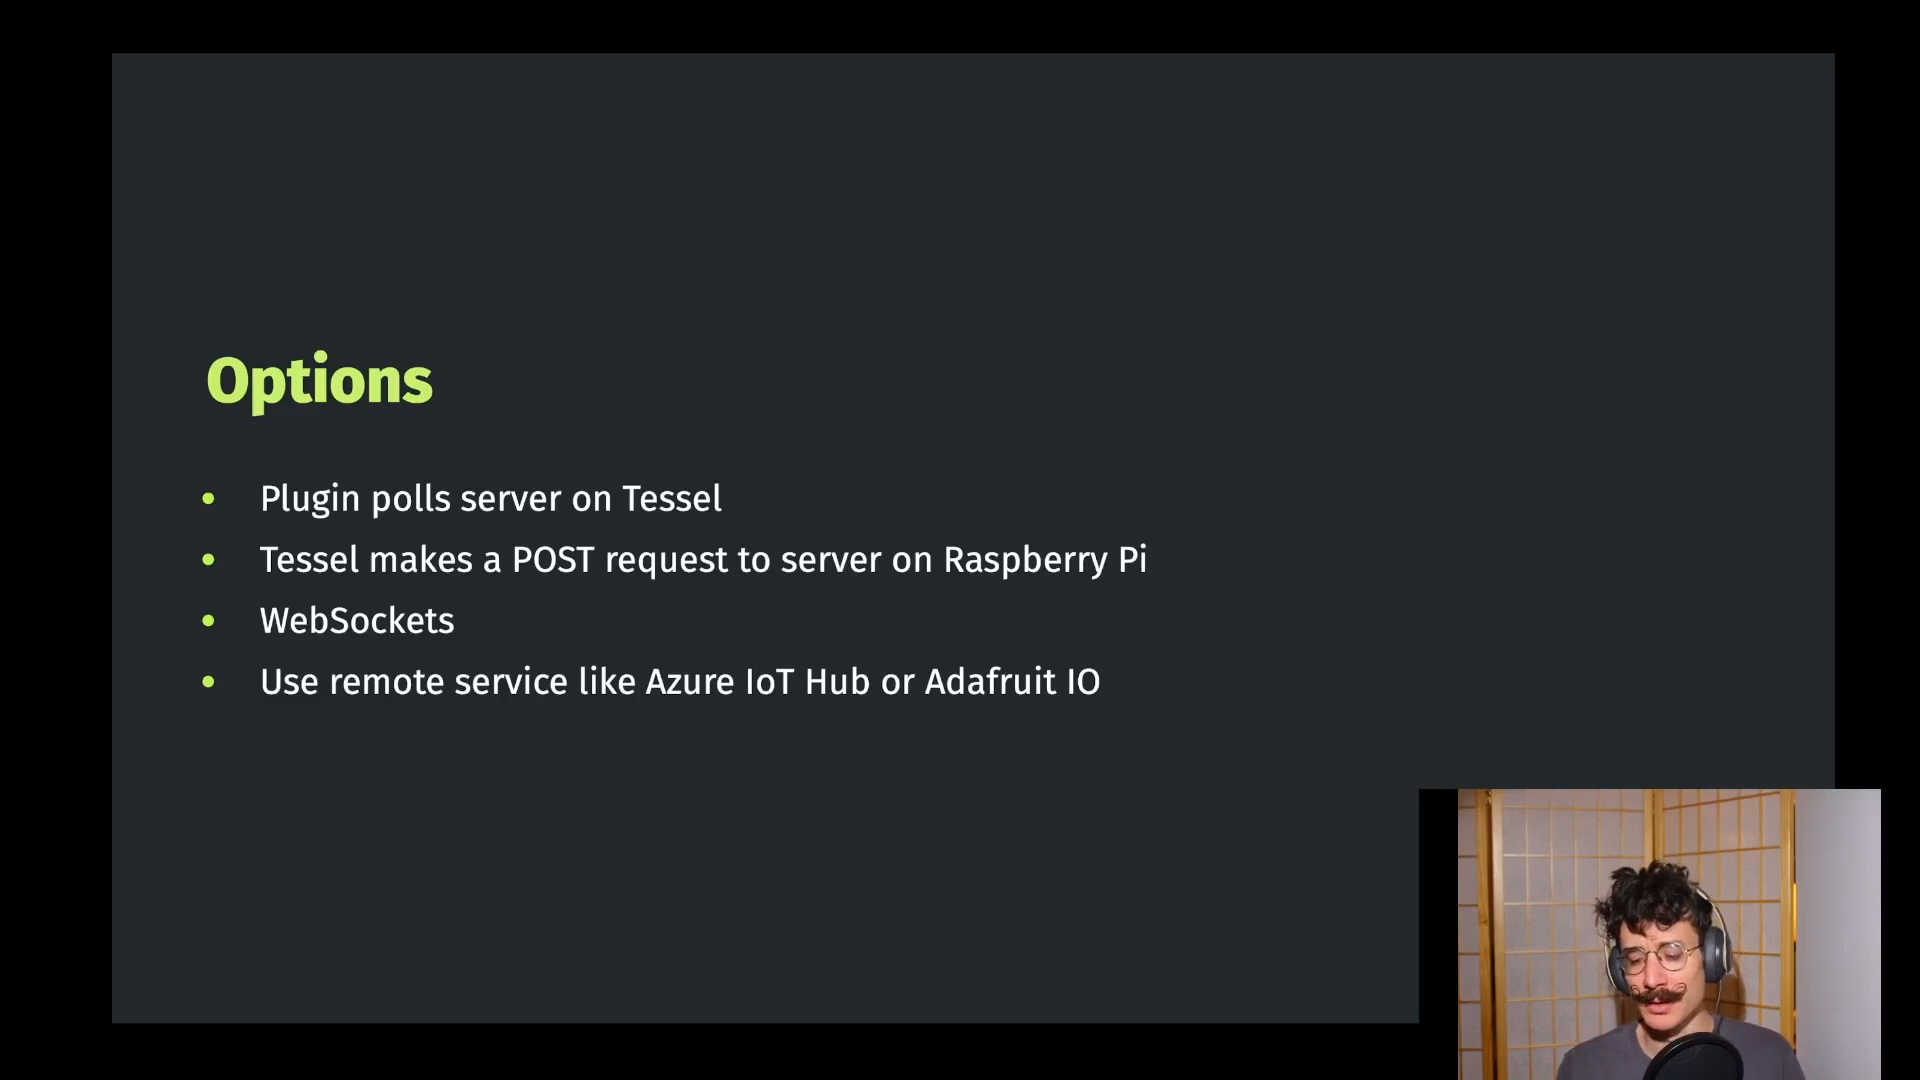 Options
• Plugin polls server on Tessel
• Tessel makes a POST request to server on Raspberry Pi
• WebSockets
• Use remote service like Azure IoT Hub or Adafruit IO